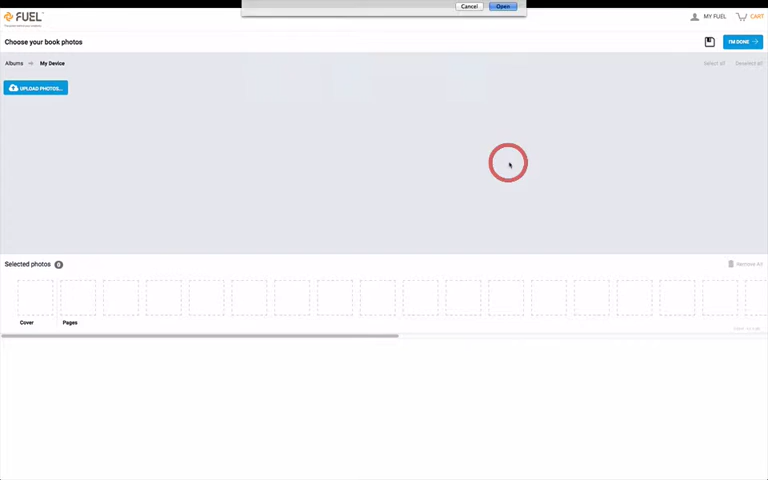 Cancel
Open
FUEL
MY FUEL
CART
Choose your book photos
I'M DONE
Albums
My Device
Select all
Deselect all
UPLOAD PHOTOS...
Selected photos 0
Remove All
Cover
Pages